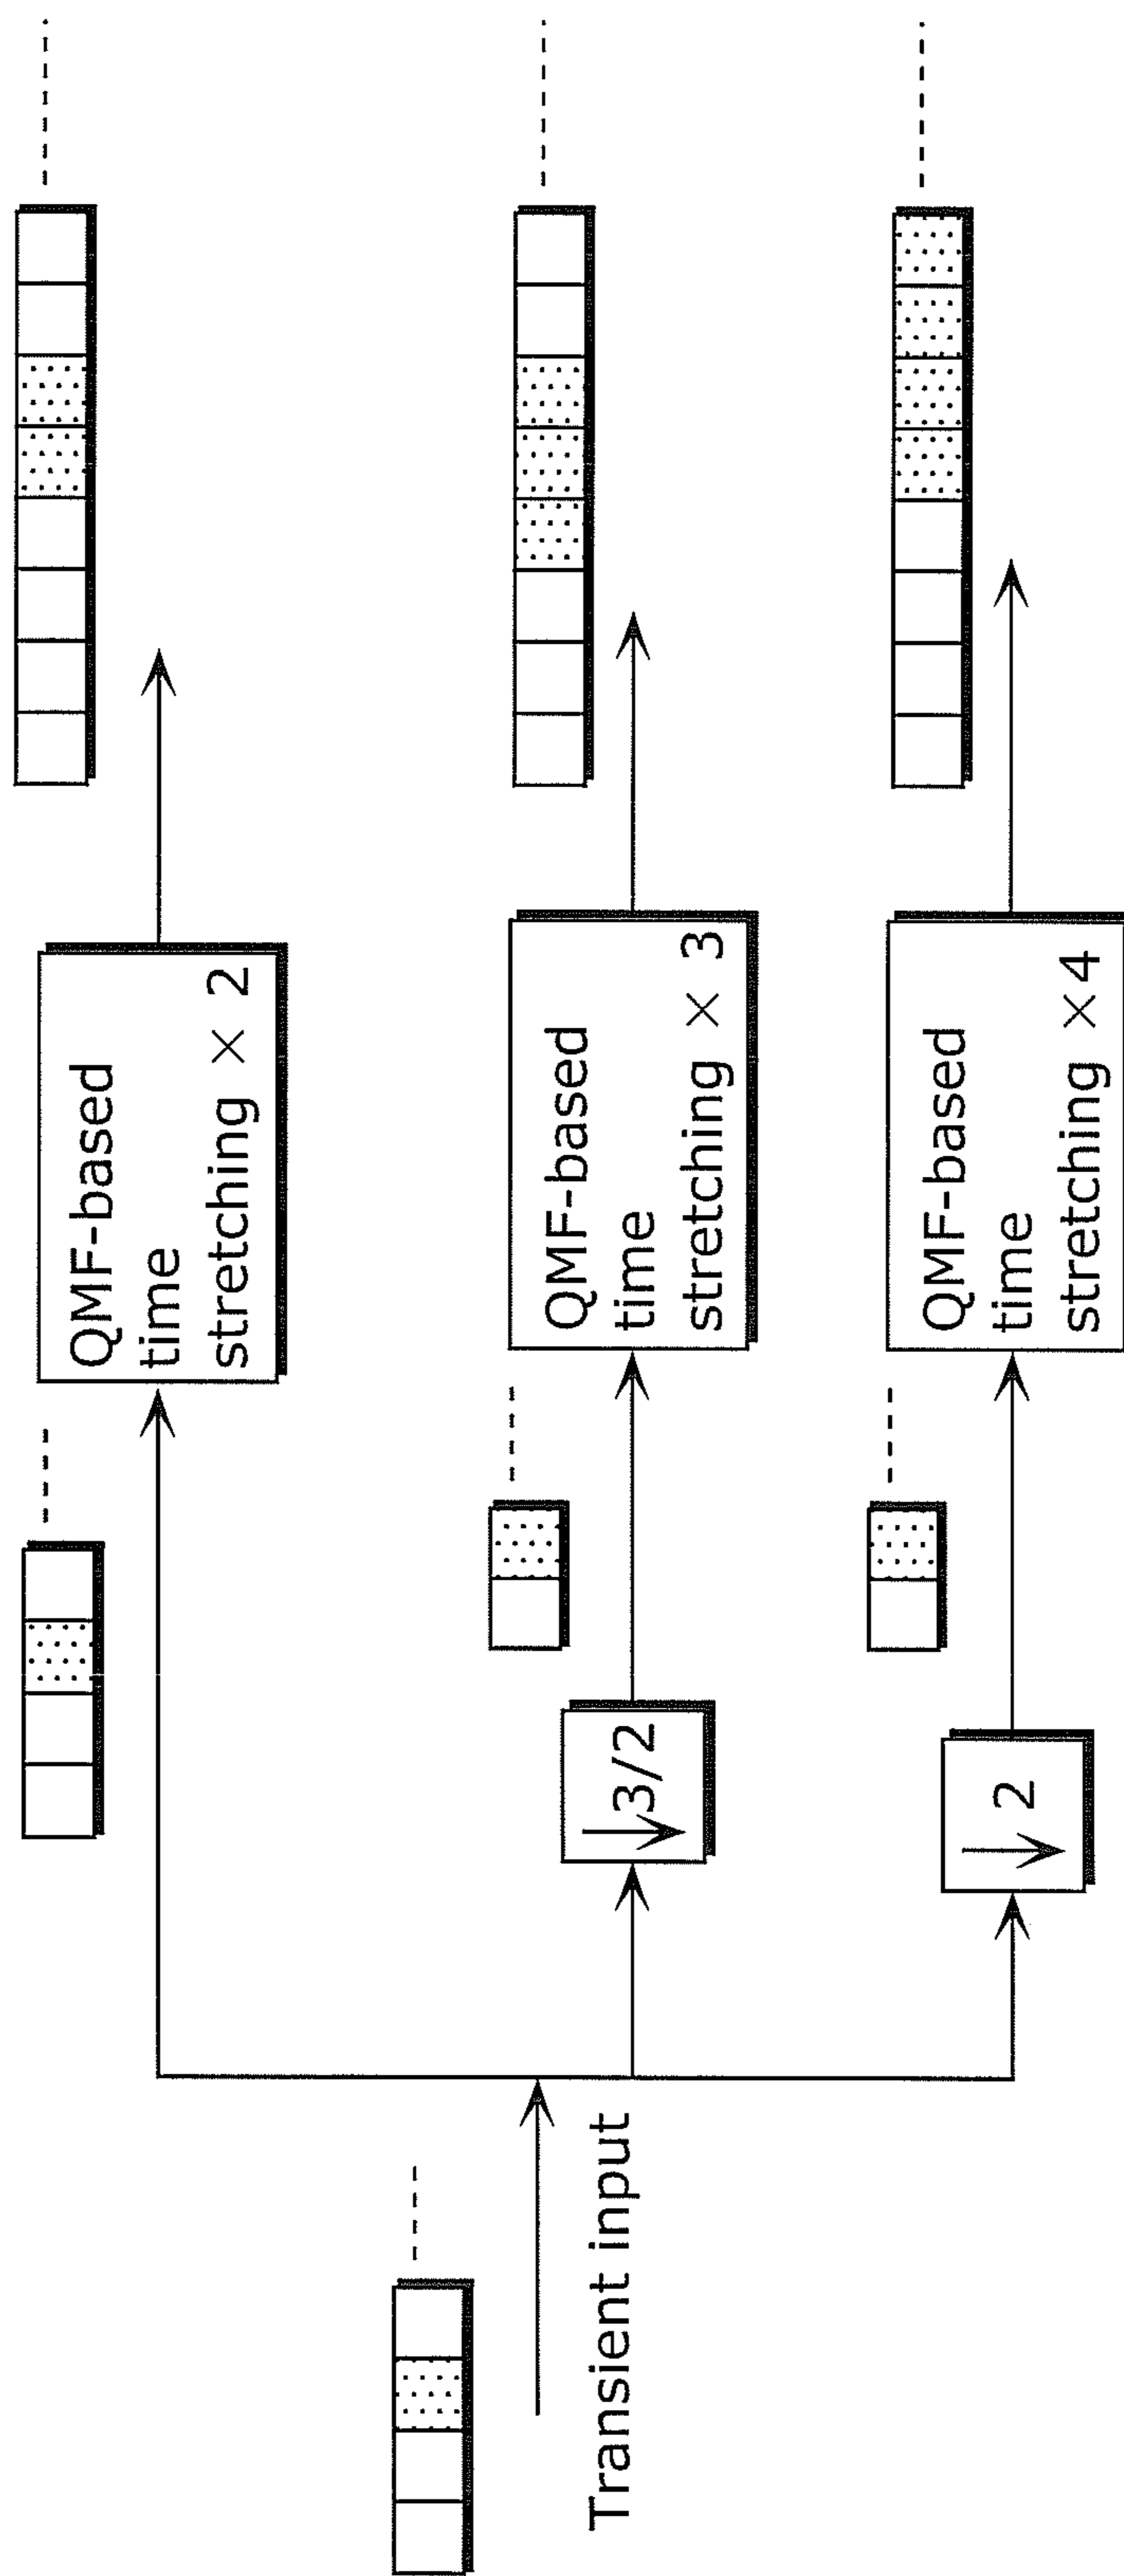 Transient input
QMF-based
time
stretching × 2
↓ 3/2
QMF-based
time
stretching × 3
↓ 2
QMF-based
time
stretching ×4